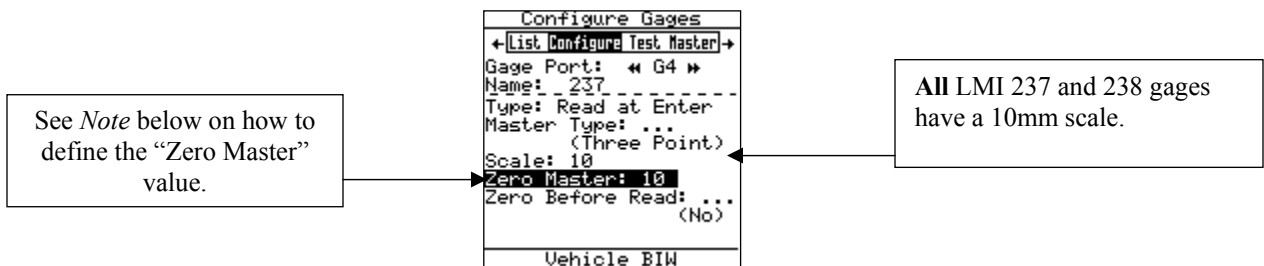 See Note below on how to
define the “Zero Master”
value.
Configure Gages
←List Configure Test Master→
Gage Port: ◄◄ G4 ►►
Name: 237
Type: Read at Enter
Master Type: ...
(Three Point)
Scale: 10
Zero Master: 10
Zero Before Read: ...
(No)
Vehicle BIW
All LMI 237 and 238 gages
have a 10mm scale.